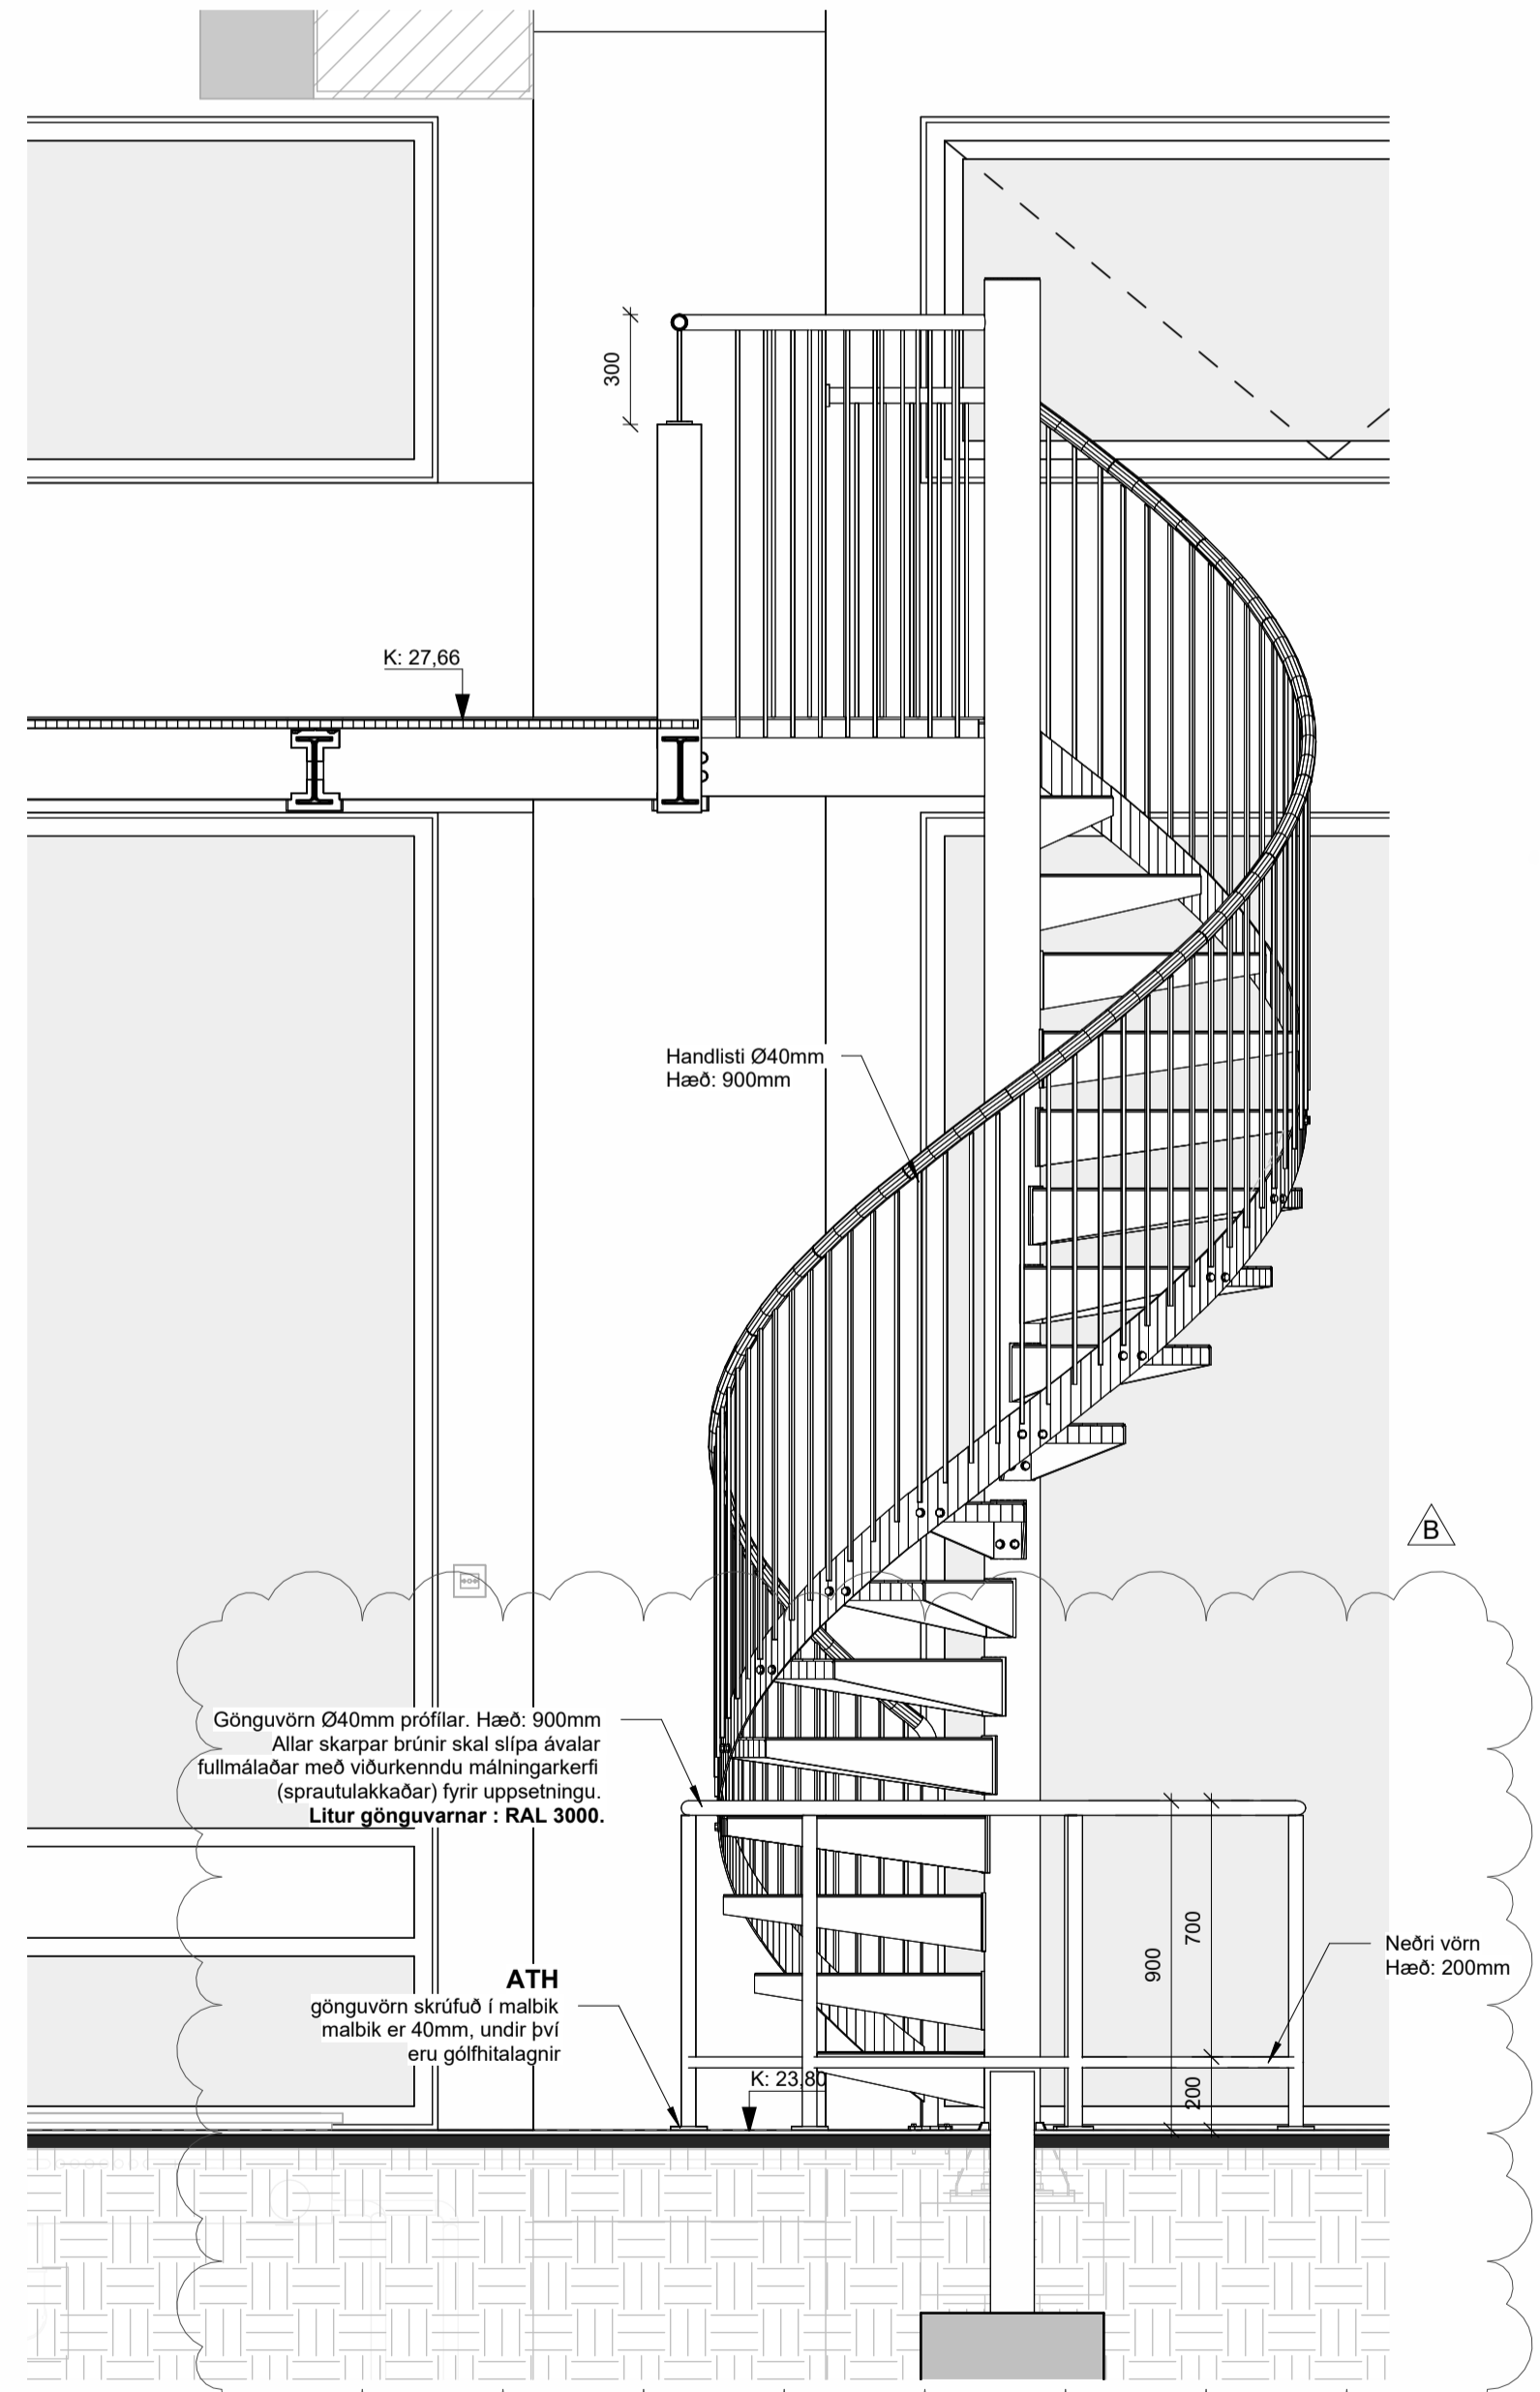 300
K: 27,66
Handlisti Ø40mm
Hæð: 900mm
B
Gönguvörn Ø40mm prófílar. Hæð: 900mm
Allar skarpar brúnir skal slípa ávalar
fullmálaðar með viðurkenndu málningarkerfi
(sprautulakkaðar) fyrir uppsetningu.
Litur gönguvarnar : RAL 3000.
700
900
Neðri vörn
Hæð: 200mm
ATH
gönguvörn skrúfuð í malbik
malbik er 40mm, undir því
eru gólfhitalagnir
K: 23,80
200